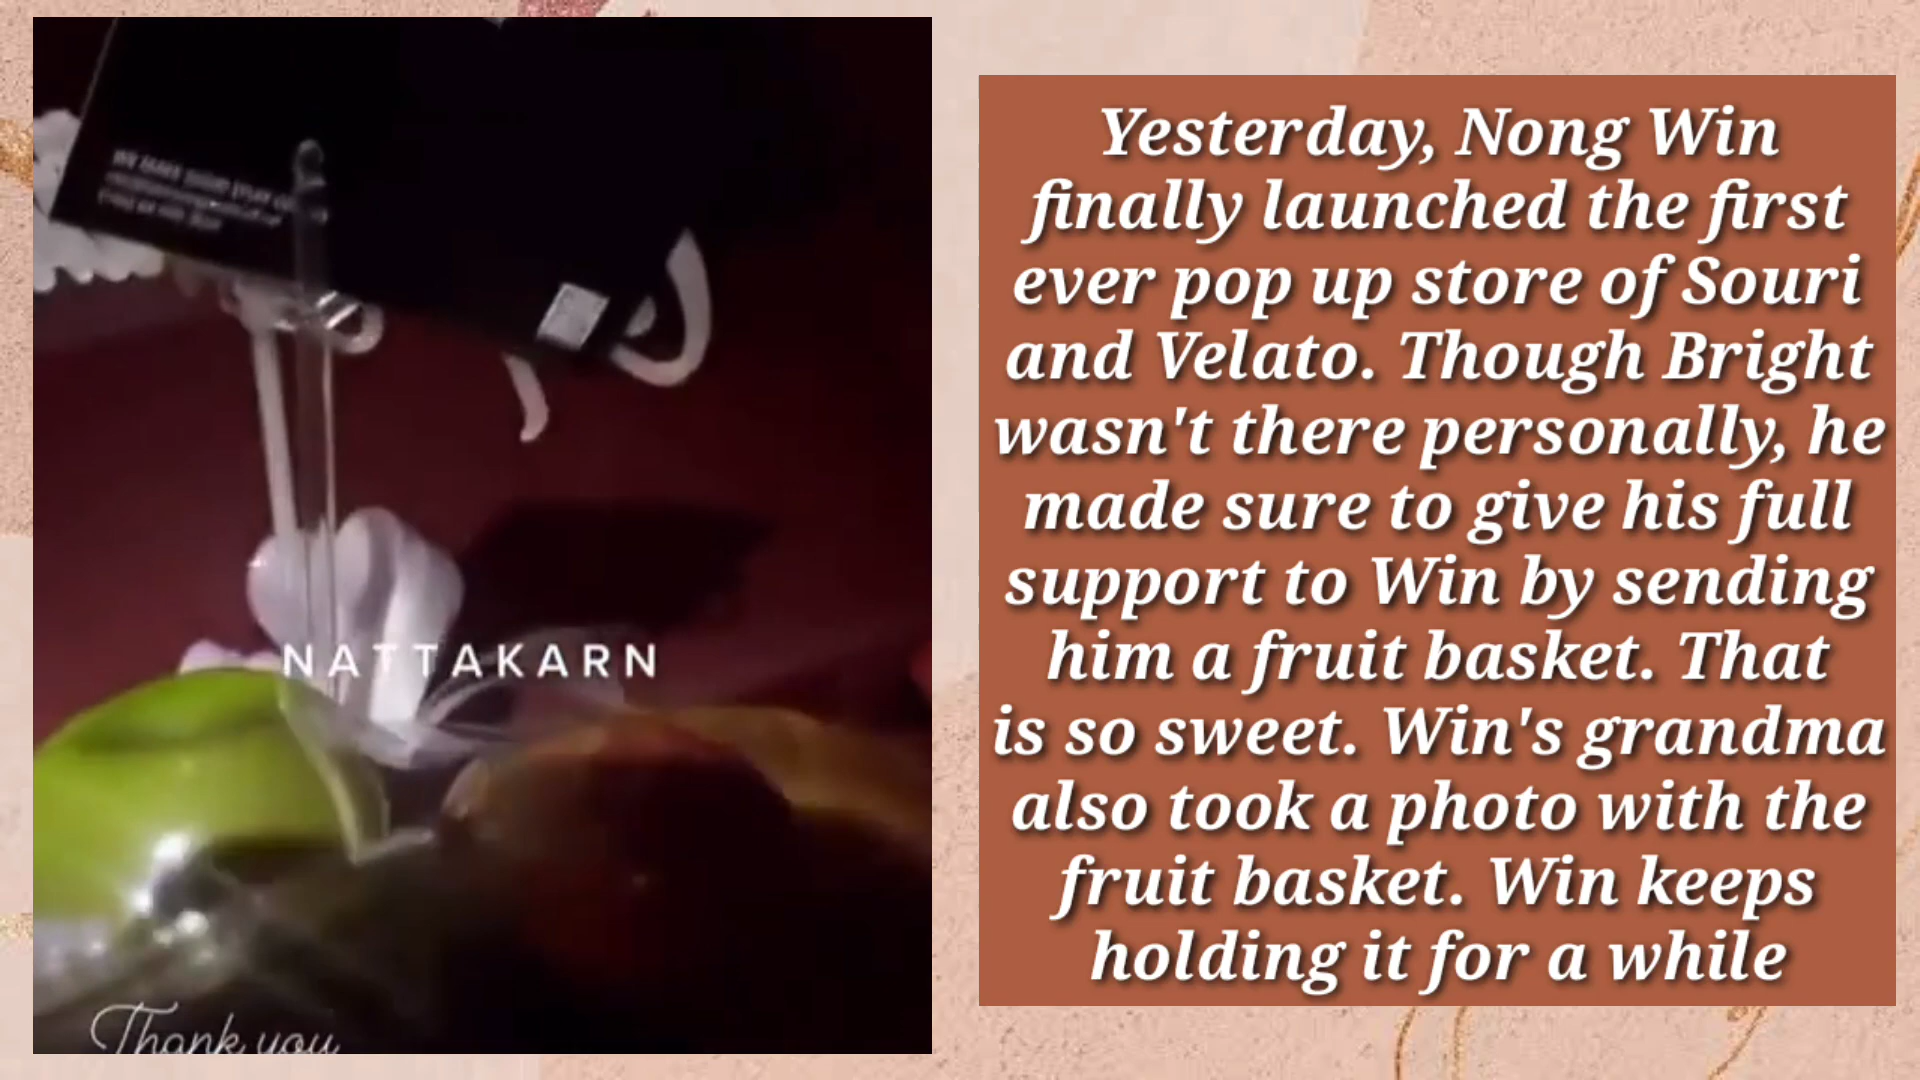 NATTAKARN
Thank you
Yesterday, Nong Win
finally launched the first
ever pop up store of Souri
and Velato. Though Bright
wasn't there personally, he
made sure to give his full
support to Win by sending
him a fruit basket. That
is so sweet. Win's grandma
also took a photo with the
fruit basket. Win keeps
holding it for a while